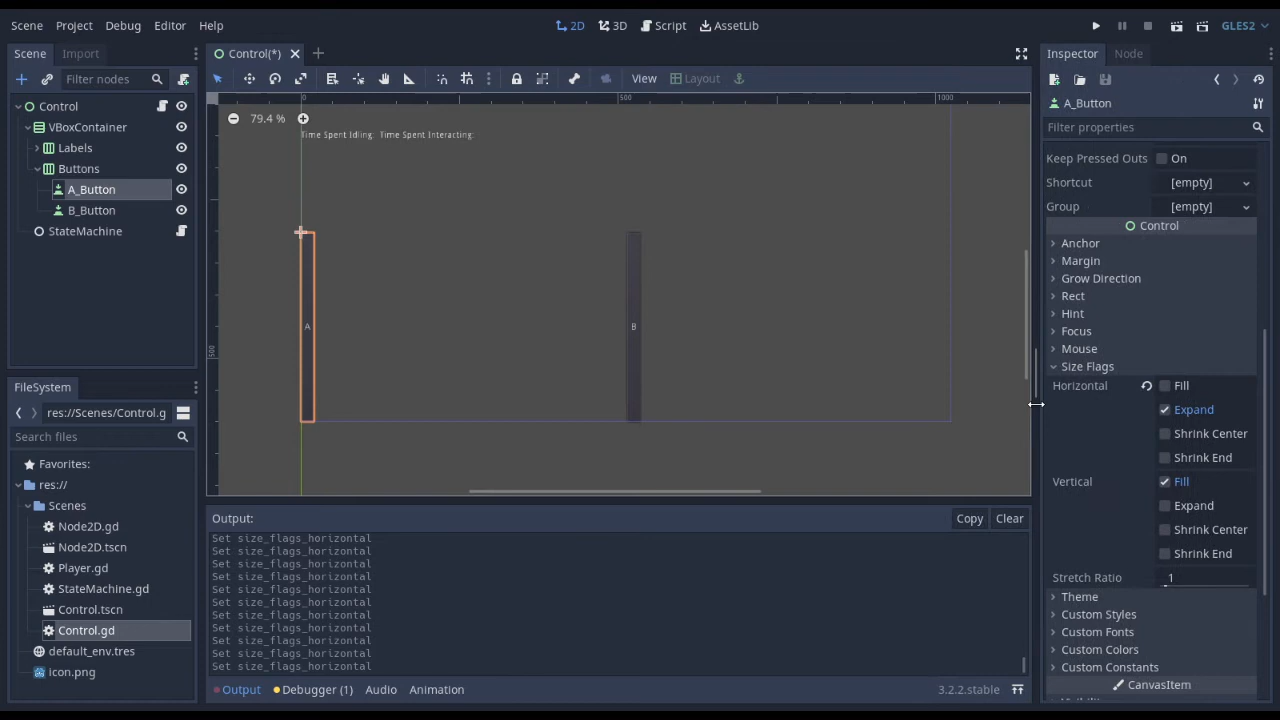 Scene Project Debug Editor Help
2D 3D Script AssetLib
GLES2
Scene Import
Filter nodes
Control
VBoxContainer
Labels
Buttons
A_Button
B_Button
StateMachine
FileSystem
res://Scenes/Control.g
Search files
Favorites:
res://
Scenes
Node2D.gd
Node2D.tscn
Player.gd
StateMachine.gd
Control.tscn
Control.gd
default_env.tres
icon.png
Control(*)
View Layout
0 500 1000
79.4 %
Time Spent Idling: Time Spent Interacting:
500
A
B
Output:
Copy Clear
Set size_flags_horizontal
Set size_flags_horizontal
Set size_flags_horizontal
Set size_flags_horizontal
Set size_flags_horizontal
Set size_flags_horizontal
Set size_flags_horizontal
Set size_flags_horizontal
Set size_flags_horizontal
Set size_flags_horizontal
Set size_flags_horizontal
Output Debugger (1) Audio Animation
3.2.2.stable
Inspector Node
A_Button
Filter properties
Keep Pressed Outs On
Shortcut [empty]
Group [empty]
Control
Anchor
Margin
Grow Direction
Rect
Hint
Focus
Mouse
Size Flags
Horizontal Fill
Expand
Shrink Center
Shrink End
Vertical Fill
Expand
Shrink Center
Shrink End
Stretch Ratio 1
Theme
Custom Styles
Custom Fonts
Custom Colors
Custom Constants
CanvasItem